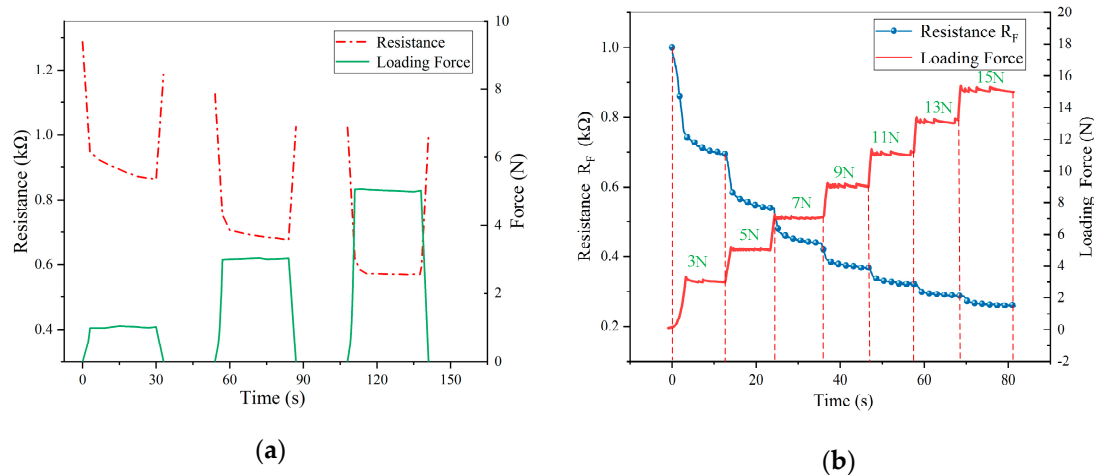 (a)
Resistance
Loading Force
Resistance (kΩ)
1.2
1.0
0.8
0.6
0.4
Force (N)
10
8
6
4
2
0
0 30 60 90 120 150
Time (s)
(a)
(b)
Resistance R_F
Loading Force
Resistance R_F (kΩ)
1.0
0.8
0.6
0.4
0.2
Loading Force (N)
20
18
16
14
12
10
8
6
4
2
0
-2
3N
5N
7N
9N
11N
13N
15N
0 20 40 60 80
Time (s)
(b)